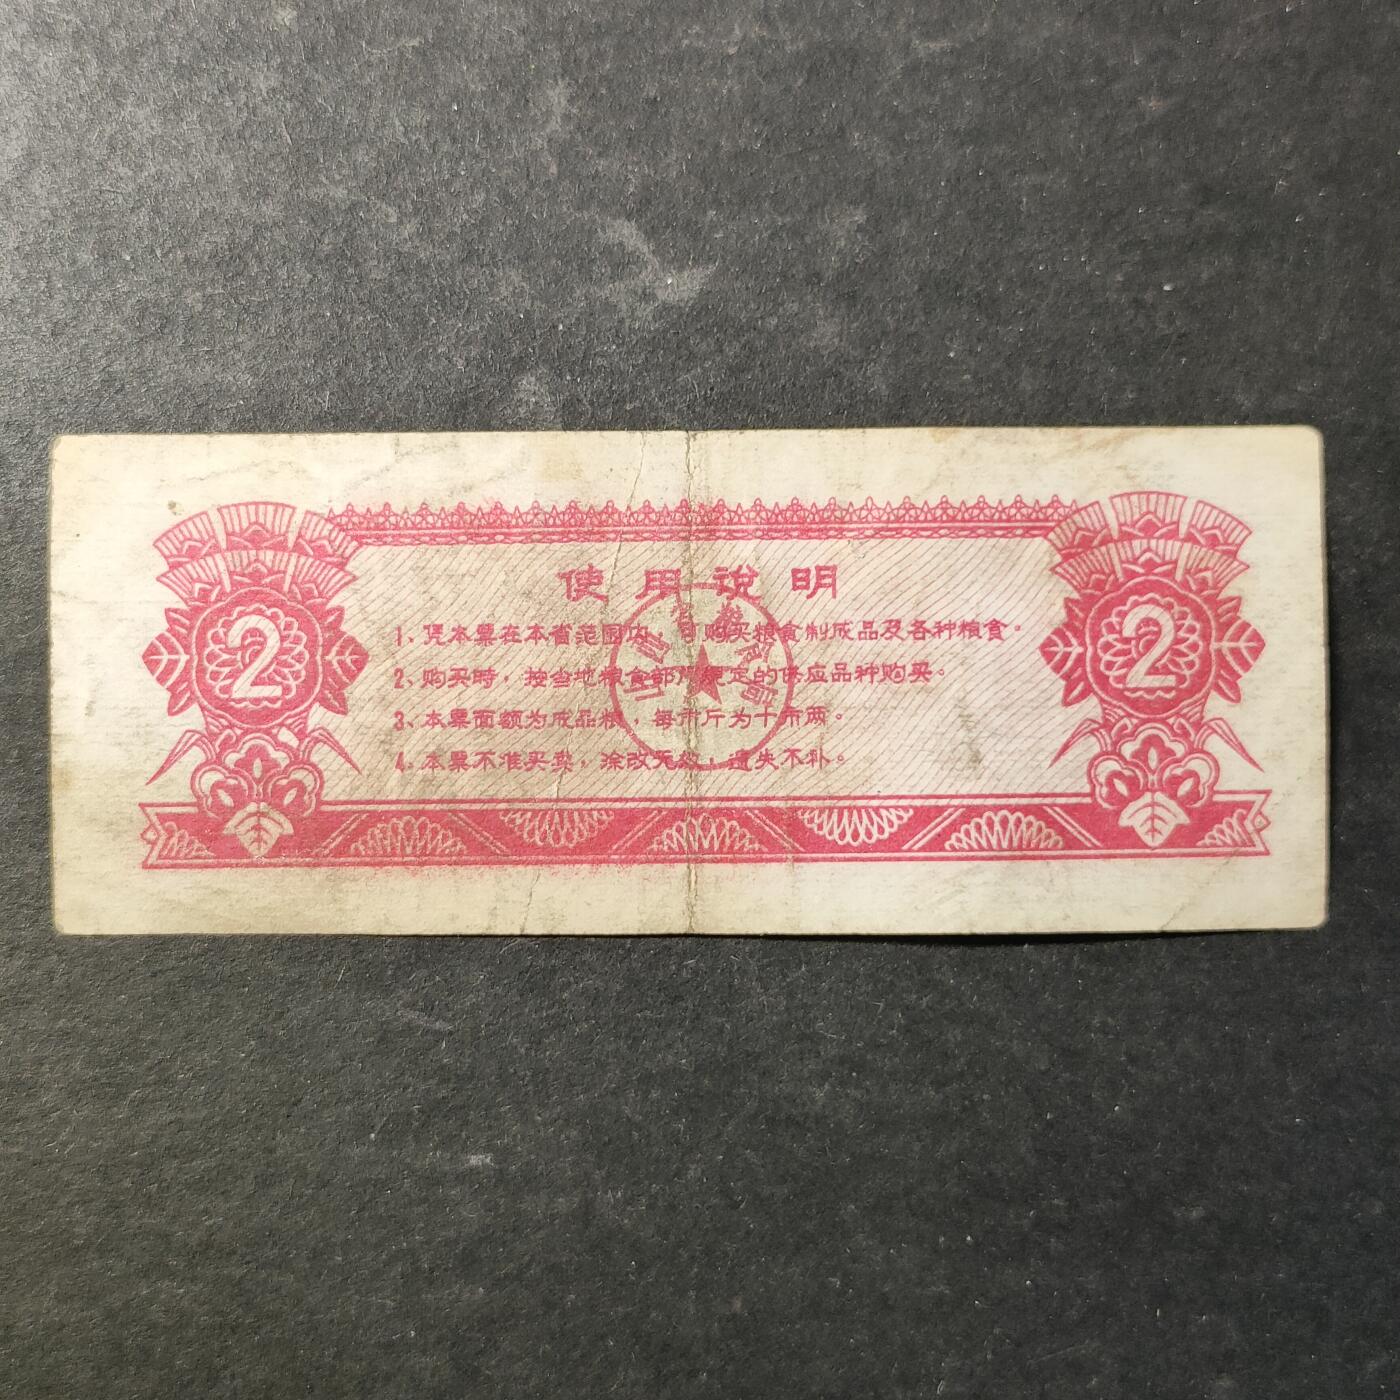 使用说明
2
1、凭本票在本省范围内，可购买粮食制成品及各种粮食。
2、购买时，按当地粮食部门规定的供应品种购买。
3、本票面额为成品粮，每市斤为十市两。
4、本票不准买卖，涂改无效，遗失不补。
2